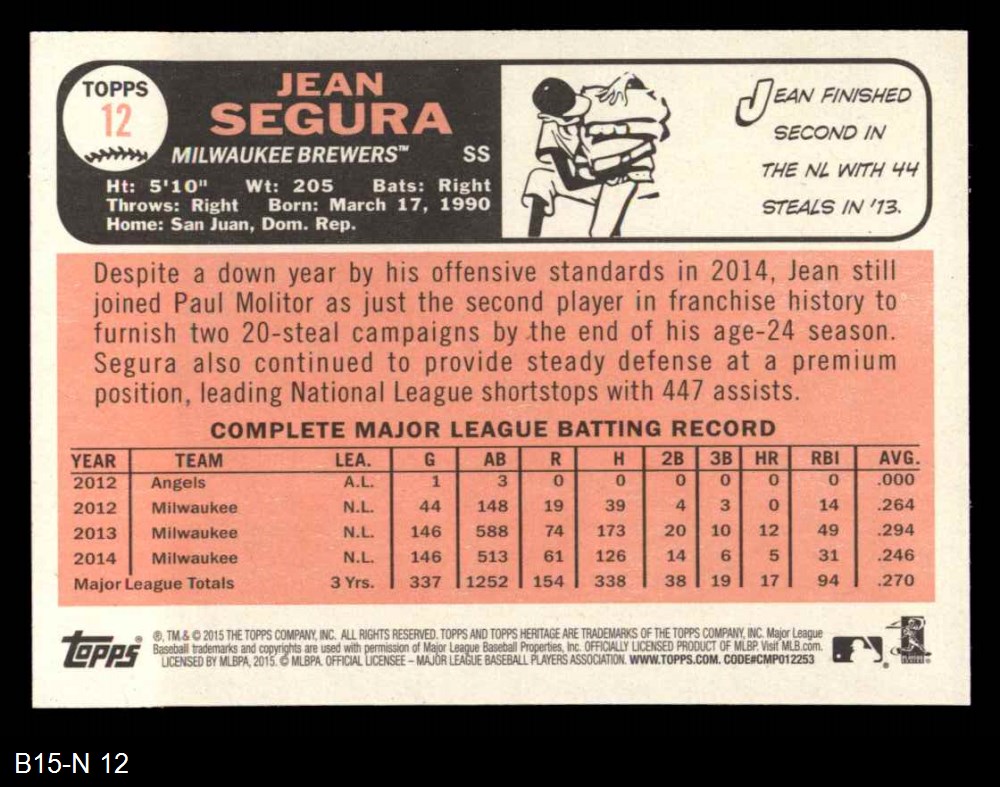 TOPPS
12
JEAN
SEGURA
MILWAUKEE BREWERS™ SS
Ht: 5'10" Wt: 205 Bats: Right
Throws: Right Born: March 17, 1990
Home: San Juan, Dom. Rep.
JEAN FINISHED
SECOND IN
THE NL WITH 44
STEALS IN '13.
Despite a down year by his offensive standards in 2014, Jean still
joined Paul Molitor as just the second player in franchise history to
furnish two 20-steal campaigns by the end of his age-24 season.
Segura also continued to provide steady defense at a premium
position, leading National League shortstops with 447 assists.
COMPLETE MAJOR LEAGUE BATTING RECORD
YEAR TEAM LEA. G AB R H 2B 3B HR RBI AVG.
2012 Angels A.L. 1 3 0 0 0 0 0 0 .000
2012 Milwaukee N.L. 44 148 19 39 4 3 0 14 .264
2013 Milwaukee N.L. 146 588 74 173 20 10 12 49 .294
2014 Milwaukee N.L. 146 513 61 126 14 6 5 31 .246
Major League Totals 3 Yrs. 337 1252 154 338 38 19 17 94 .270
Topps®
®, TM & © 2015 THE TOPPS COMPANY, INC. ALL RIGHTS RESERVED. TOPPS AND TOPPS HERITAGE ARE TRADEMARKS OF THE TOPPS COMPANY, INC. Major League
Baseball trademarks and copyrights are used with permission of Major League Baseball Properties, Inc. OFFICIALLY LICENSED PRODUCT OF MLBP. Visit MLB.com.
LICENSED BY MLBPA, 2015. © MLBPA. OFFICIAL LICENSEE – MAJOR LEAGUE BASEBALL PLAYERS ASSOCIATION. WWW.TOPPS.COM. CODE#CMP012253
B15-N 12